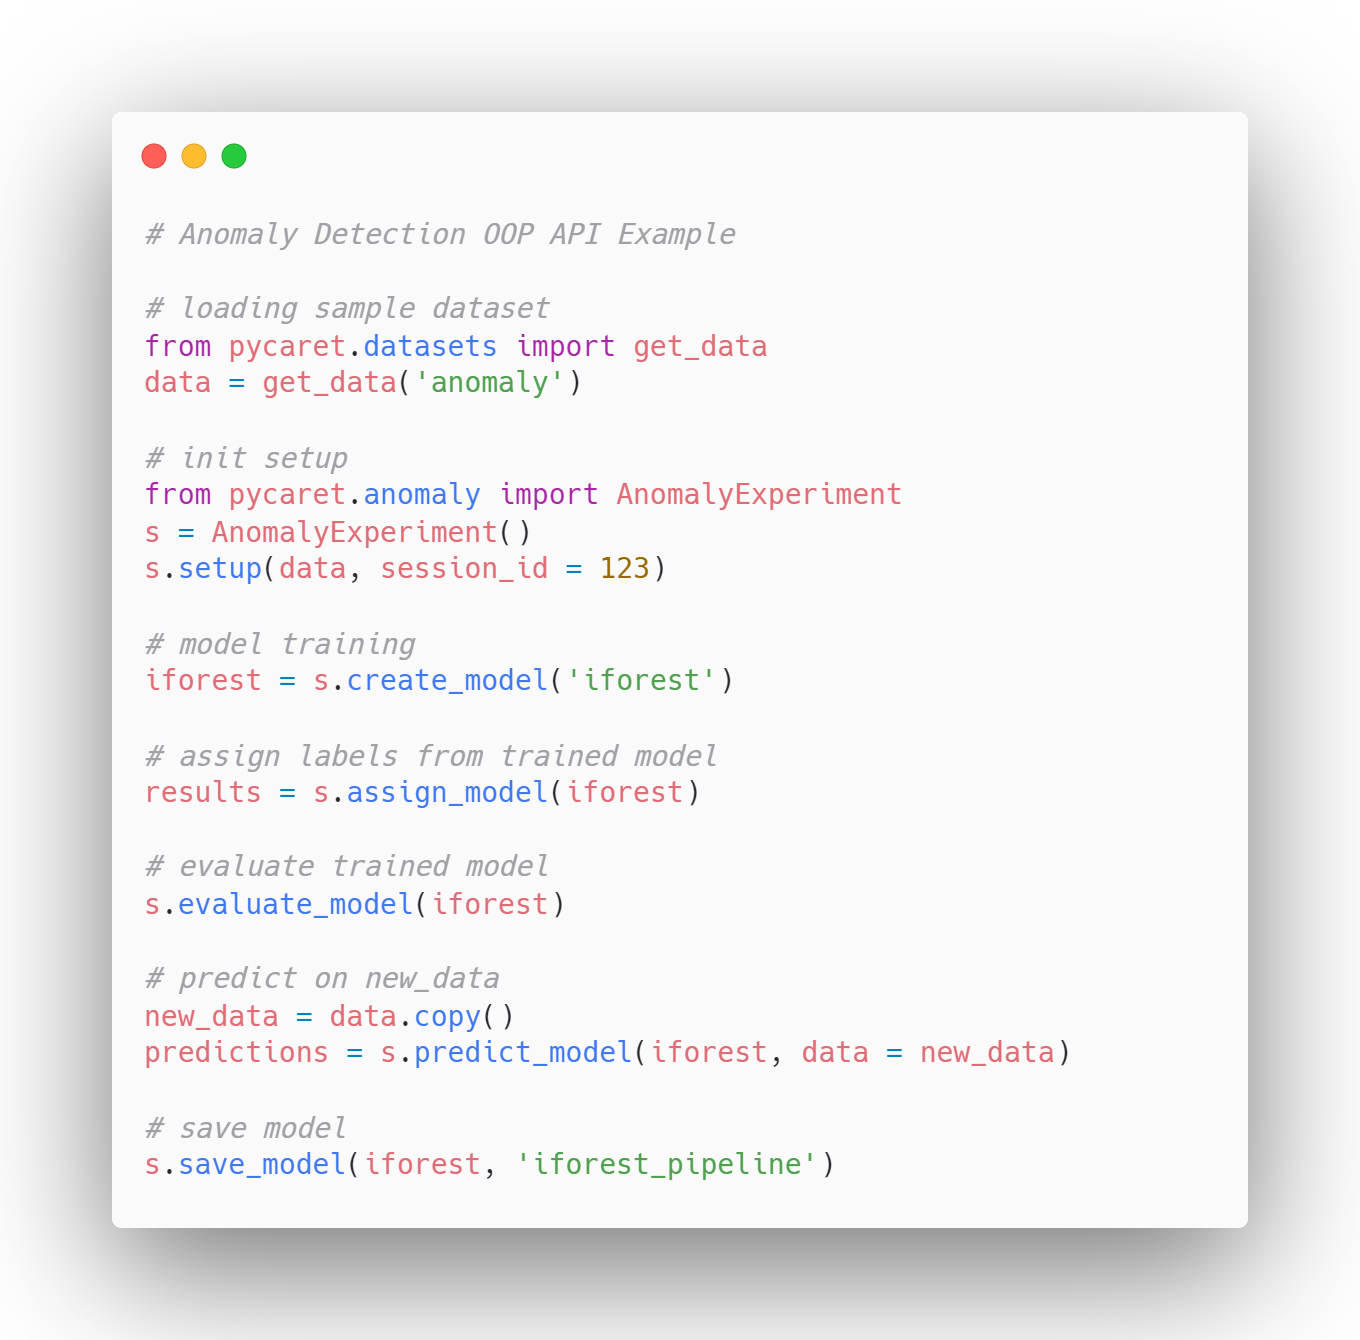 # Anomaly Detection OOP API Example
# loading sample dataset
from pycaret.datasets import get_data
data = get_data('anomaly')
# init setup
from pycaret.anomaly import AnomalyExperiment
s = AnomalyExperiment()
s.setup(data, session_id = 123)
# model training
iforest = s.create_model('iforest')
# assign labels from trained model
results = s.assign_model(iforest)
# evaluate trained model
s.evaluate_model(iforest)
# predict on new_data
new_data = data.copy()
predictions = s.predict_model(iforest, data = new_data)
# save model
s.save_model(iforest, 'iforest_pipeline')